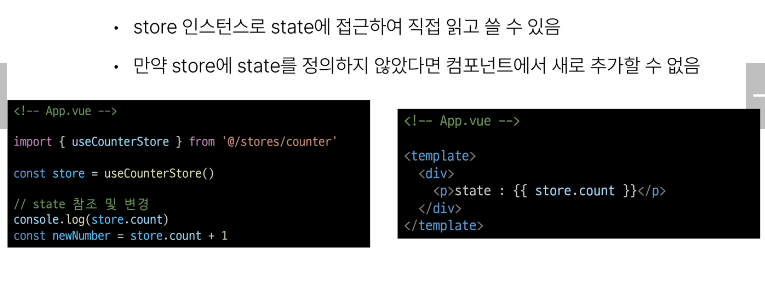 • store 인스턴스로 state에 접근하여 직접 읽고 쓸 수 있음
• 만약 store에 state를 정의하지 않았다면 컴포넌트에서 새로 추가할 수 없음
<!-- App.vue -->
import { useCounterStore } from '@/stores/counter'
const store = useCounterStore()
// state 참조 및 변경
console.log(store.count)
const newNumber = store.count + 1
<!-- App.vue -->
<template>
  <div>
    <p>state : {{ store.count }}</p>
  </div>
</template>